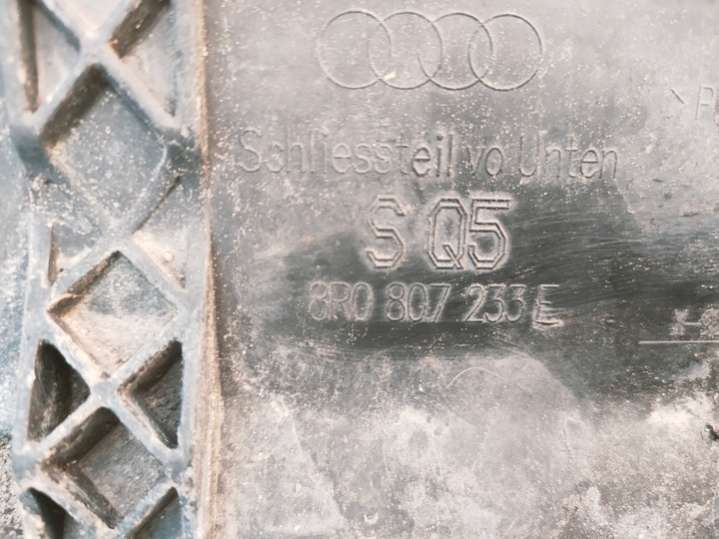 Schliessteil vo Unten
S Q5
8R0 807 233 E